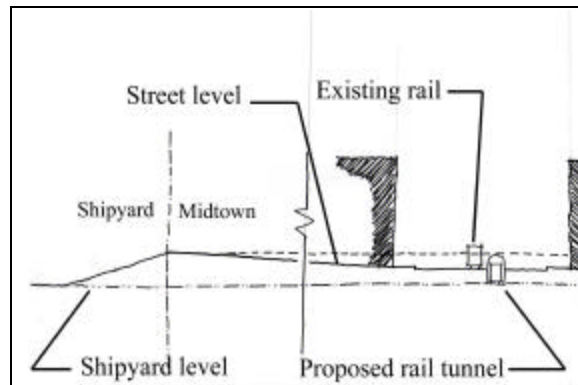 Street level
Existing rail
Shipyard
Midtown
Shipyard level
Proposed rail tunnel